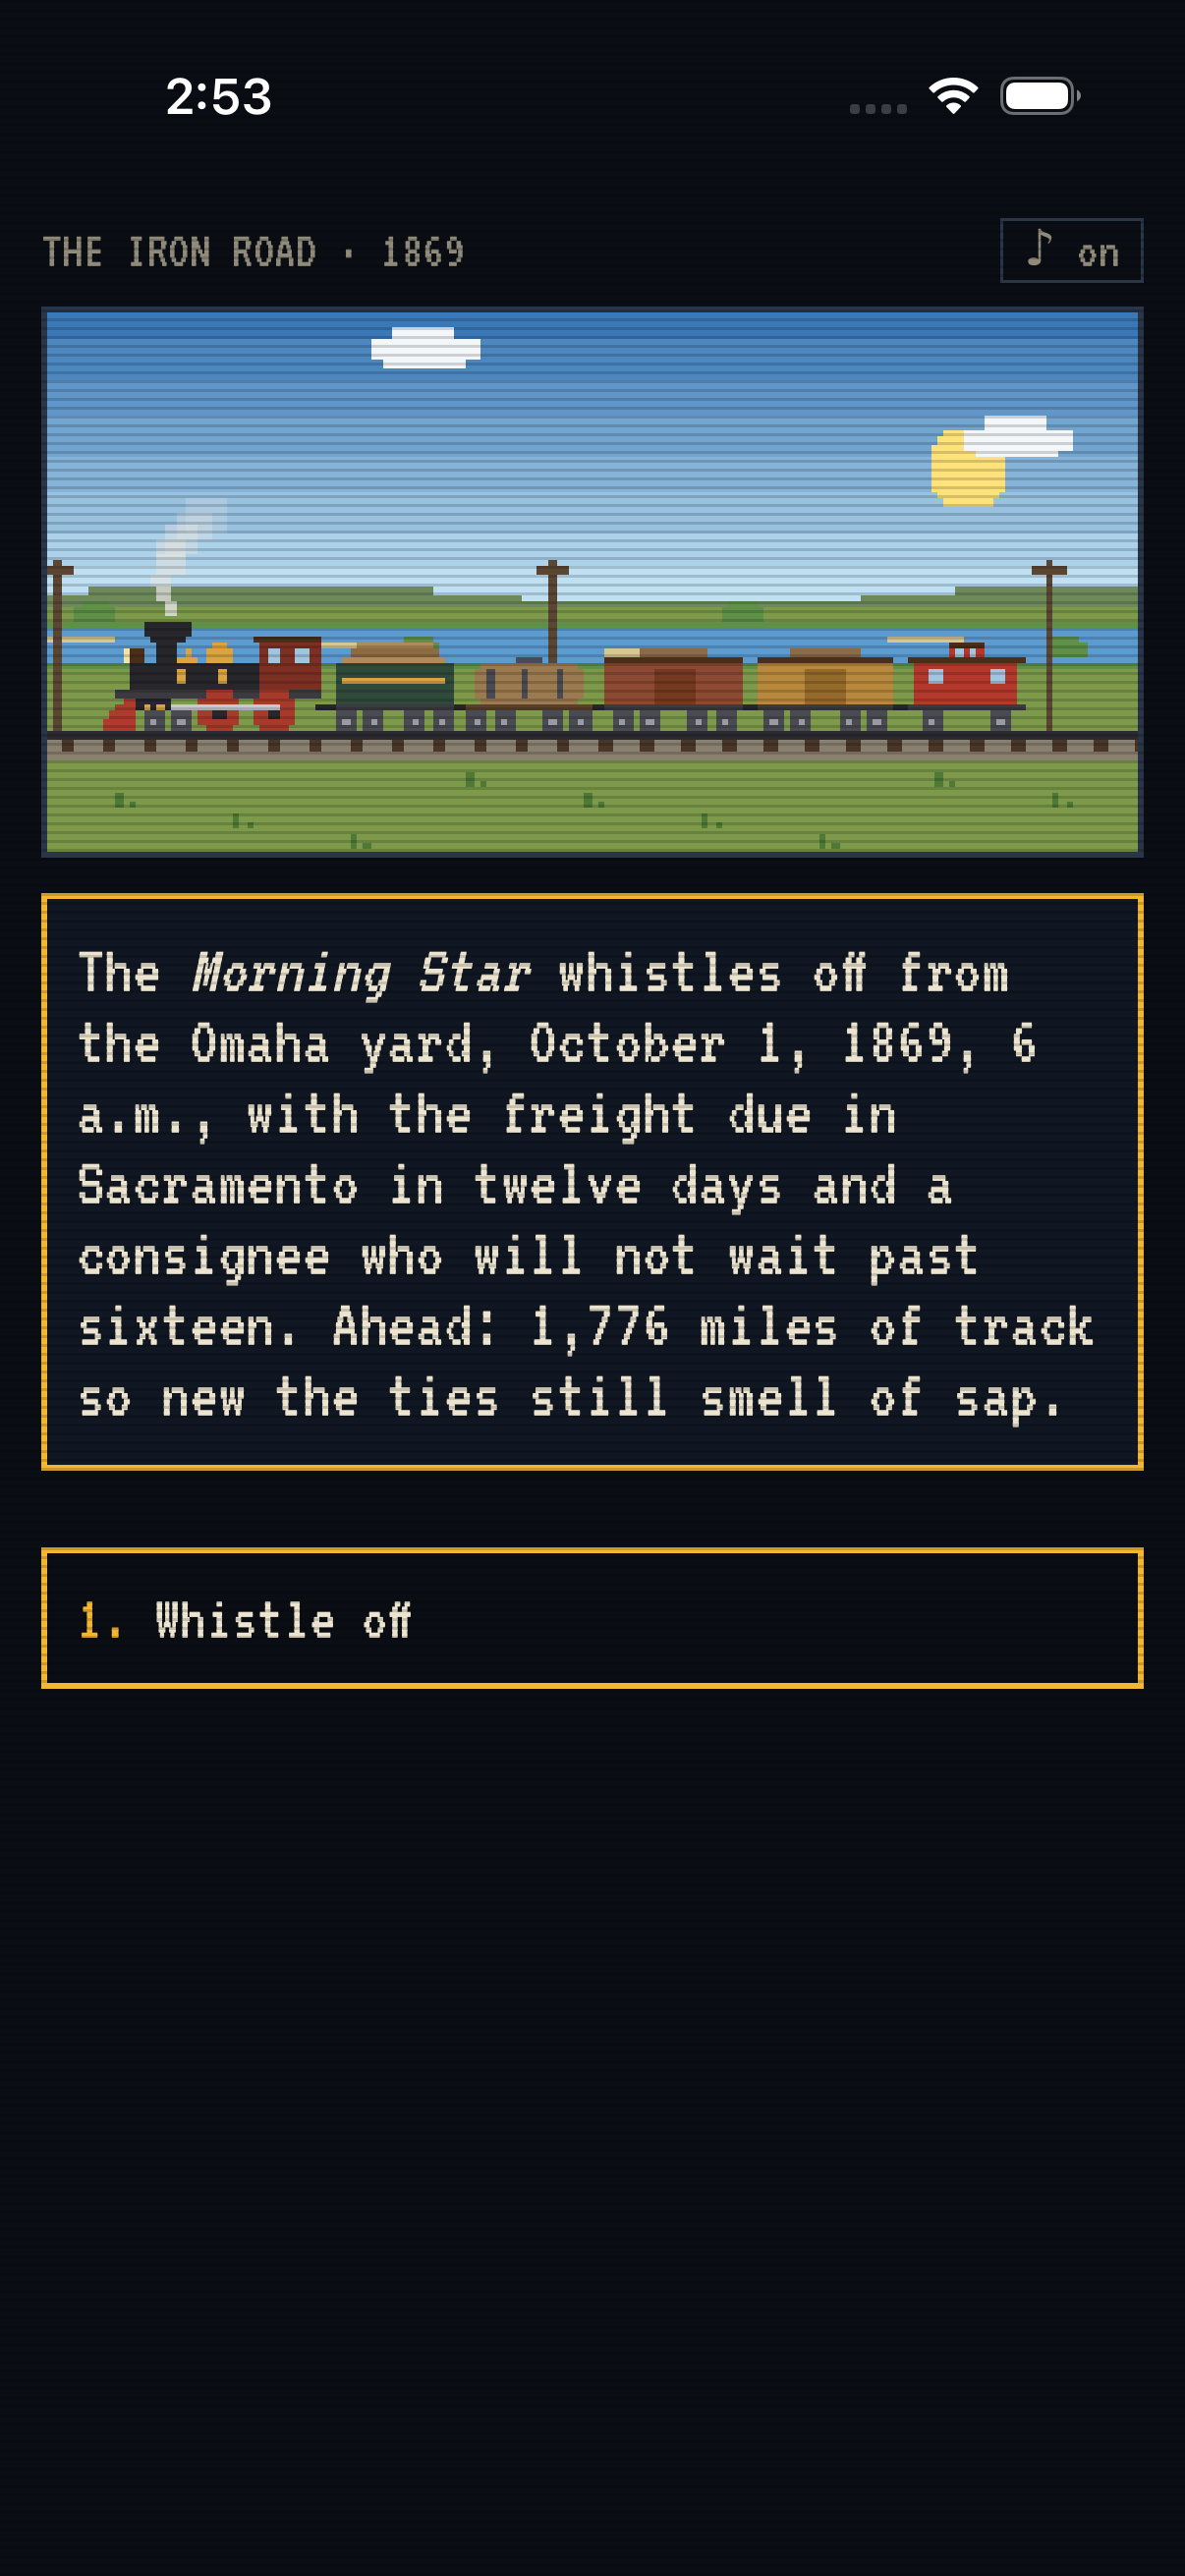 2:53
THE IRON ROAD · 1869
♪ on
The Morning Star whistles off from
the Omaha yard, October 1, 1869, 6
a.m., with the freight due in
Sacramento in twelve days and a
consignee who will not wait past
sixteen. Ahead: 1,776 miles of track
so new the ties still smell of sap.
1. Whistle off